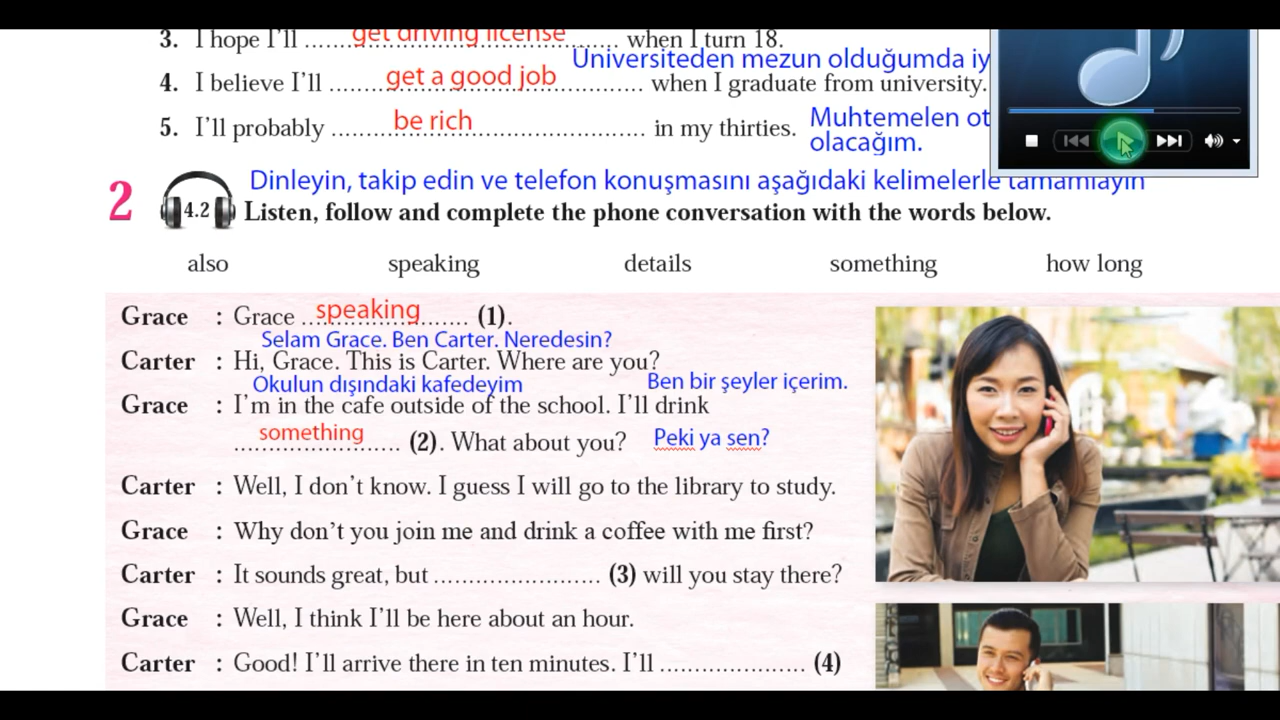 3. I hope I'll .......get driving license....... when I turn 18.
Üniversiteden mezun olduğumda iy
4. I believe I'll .......get a good job....... when I graduate from university.
5. I'll probably .......be rich....... in my thirties. Muhtemelen ot
olacağım.
Dinleyin, takip edin ve telefon konuşmasını aşağıdaki kelimelerle tamamlayın
2 4.2 Listen, follow and complete the phone conversation with the words below.
also speaking details something how long
Grace : Grace .......speaking....... (1).
Selam Grace. Ben Carter. Neredesin?
Carter : Hi, Grace. This is Carter. Where are you?
Okulun dışındaki kafedeyim Ben bir şeyler içerim.
Grace : I'm in the cafe outside of the school. I'll drink
.......something....... (2). What about you? Peki ya sen?
Carter : Well, I don't know. I guess I will go to the library to study.
Grace : Why don't you join me and drink a coffee with me first?
Carter : It sounds great, but ........................ (3) will you stay there?
Grace : Well, I think I'll be here about an hour.
Carter : Good! I'll arrive there in ten minutes. I'll ..................... (4)